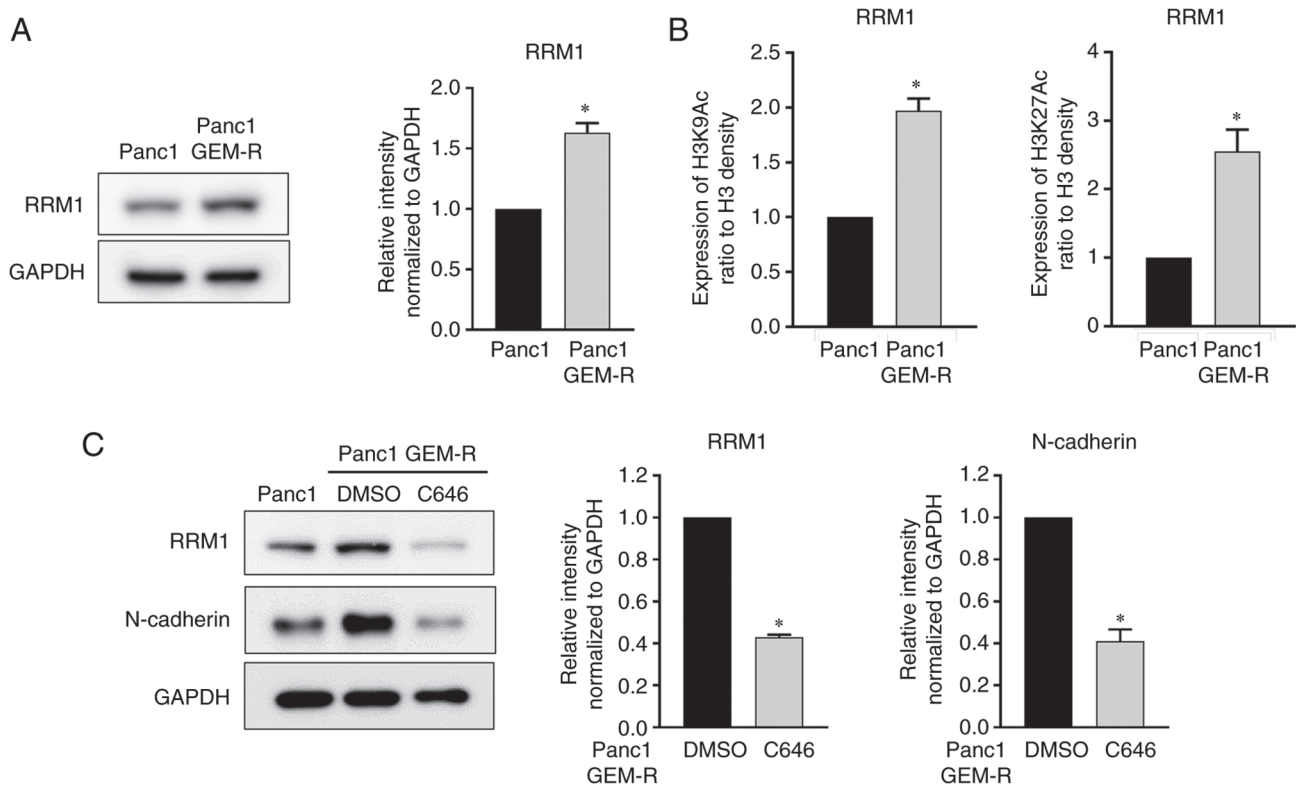 A
Panc1
Panc1
GEM-R
RRM1
GAPDH
RRM1
Relative intensity
normalized to GAPDH
2.0
1.5
1.0
0.5
0.0
*
Panc1
Panc1
GEM-R
B
RRM1
Expression of H3K9Ac
ratio to H3 density
2.5
2.0
1.5
1.0
0.5
0.0
*
Panc1
Panc1
GEM-R
RRM1
Expression of H3K27Ac
ratio to H3 density
4
3
2
1
0
*
Panc1
Panc1
GEM-R
C
Panc1 GEM-R
Panc1
DMSO
C646
RRM1
N-cadherin
GAPDH
RRM1
Relative intensity
normalized to GAPDH
1.2
1.0
0.8
0.6
0.4
0.2
0.0
*
Panc1
GEM-R
DMSO
C646
N-cadherin
Relative intensity
normalized to GAPDH
1.2
1.0
0.8
0.6
0.4
0.2
0.0
*
Panc1
GEM-R
DMSO
C646